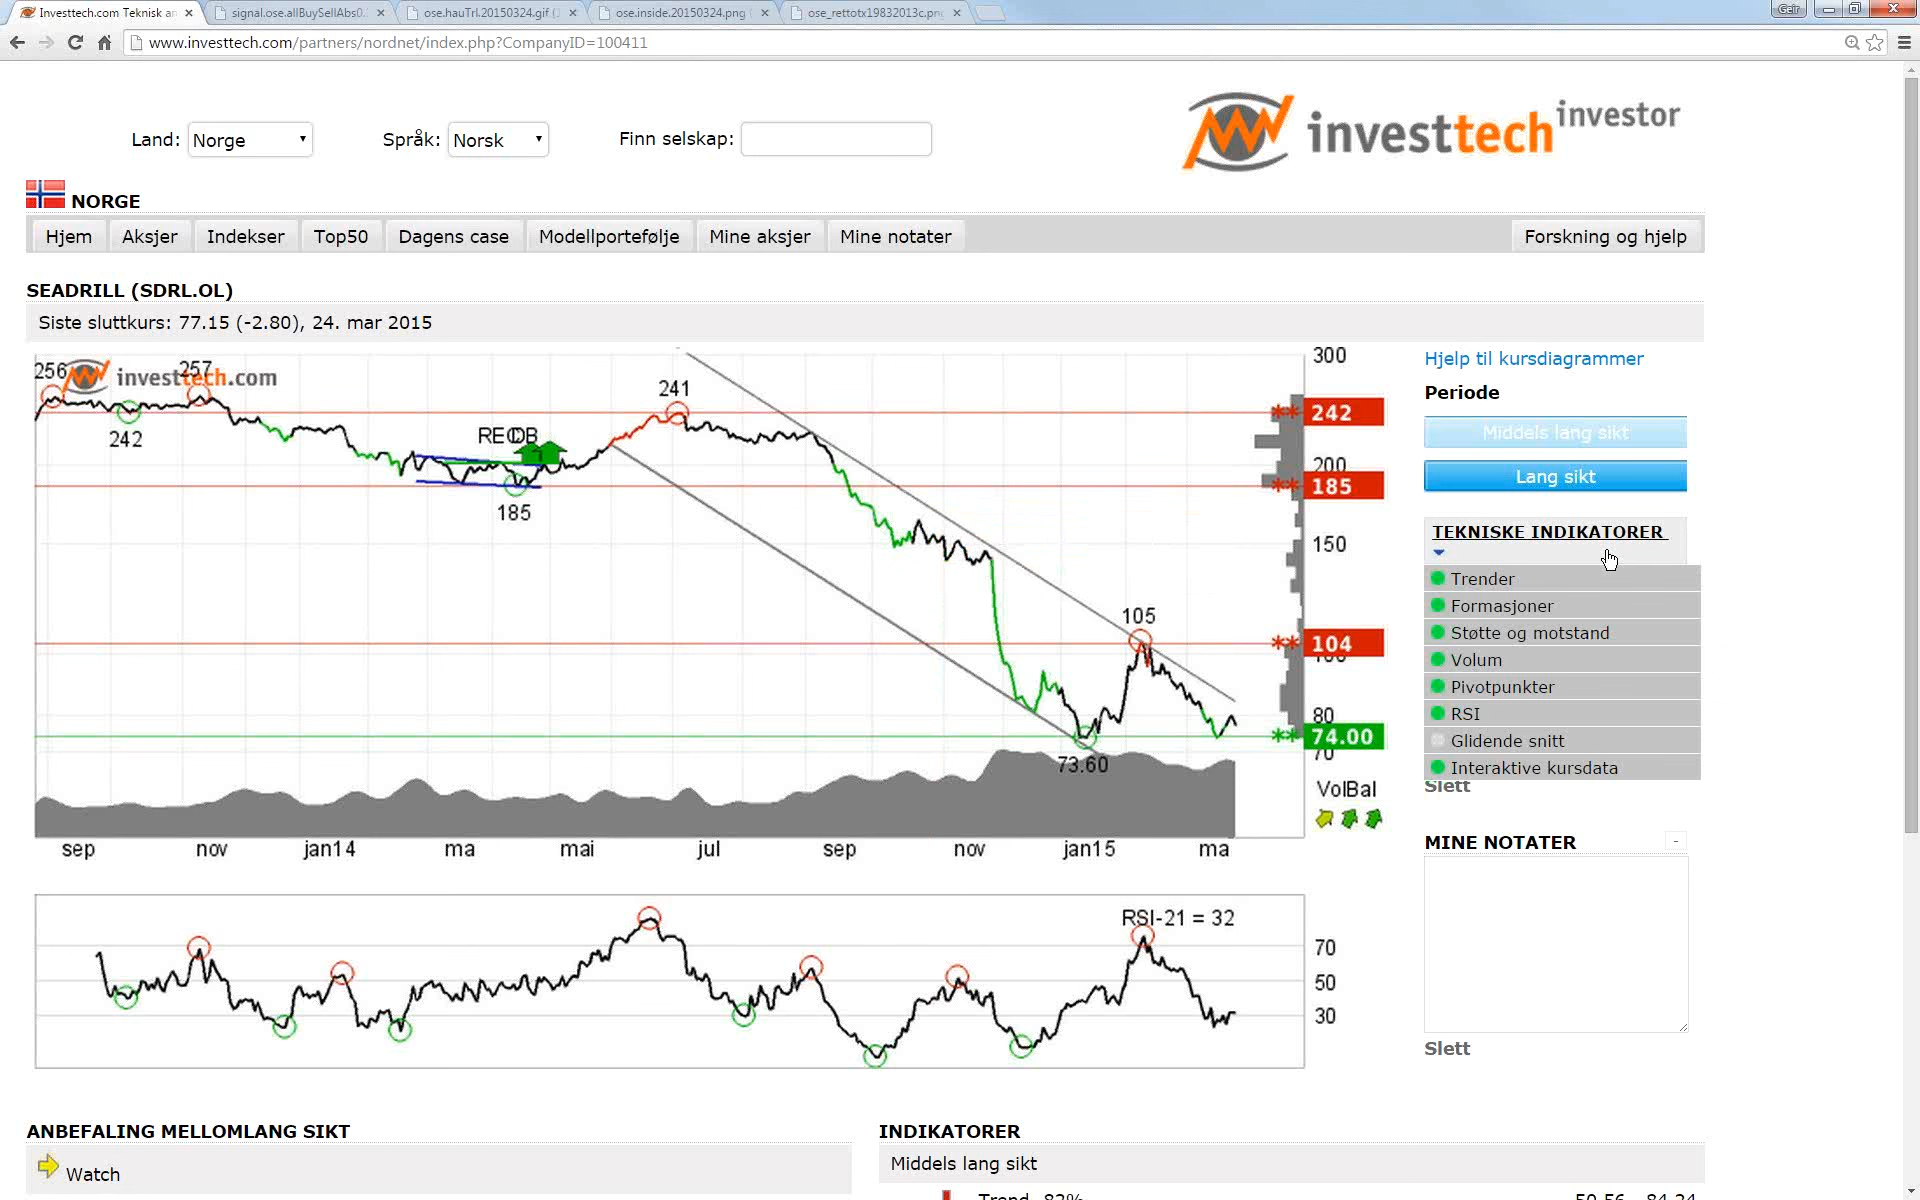 Investtech.com Teknisk an
signal.ose.allBuySellAbs0.
ose.hauTrl.20150324.gif (1
ose.inside.20150324.png (
ose_rettotx19832013c.pn
Geir
www.investtech.com/partners/nordnet/index.php?CompanyID=100411
Land: Norge
Språk: Norsk
Finn selskap:
investtech investor
NORGE
Hjem
Aksjer
Indekser
Top50
Dagens case
Modellportefølje
Mine aksjer
Mine notater
Forskning og hjelp
SEADRILL (SDRL.OL)
Siste sluttkurs: 77.15 (-2.80), 24. mar 2015
256
investtech.com
257
242
241
185
105
73.60
300
242
200
185
150
104
80
74.00
70
VolBal
sep nov jan14 ma mai jul sep nov jan15 ma
RSI-21 = 32
70
50
30
Hjelp til kursdiagrammer
Periode
Middels lang sikt
Lang sikt
TEKNISKE INDIKATORER
Trender
Formasjoner
Støtte og motstand
Volum
Pivotpunkter
RSI
Glidende snitt
Interaktive kursdata
Slett
MINE NOTATER
-
Slett
ANBEFALING MELLOMLANG SIKT
Watch
INDIKATORER
Middels lang sikt